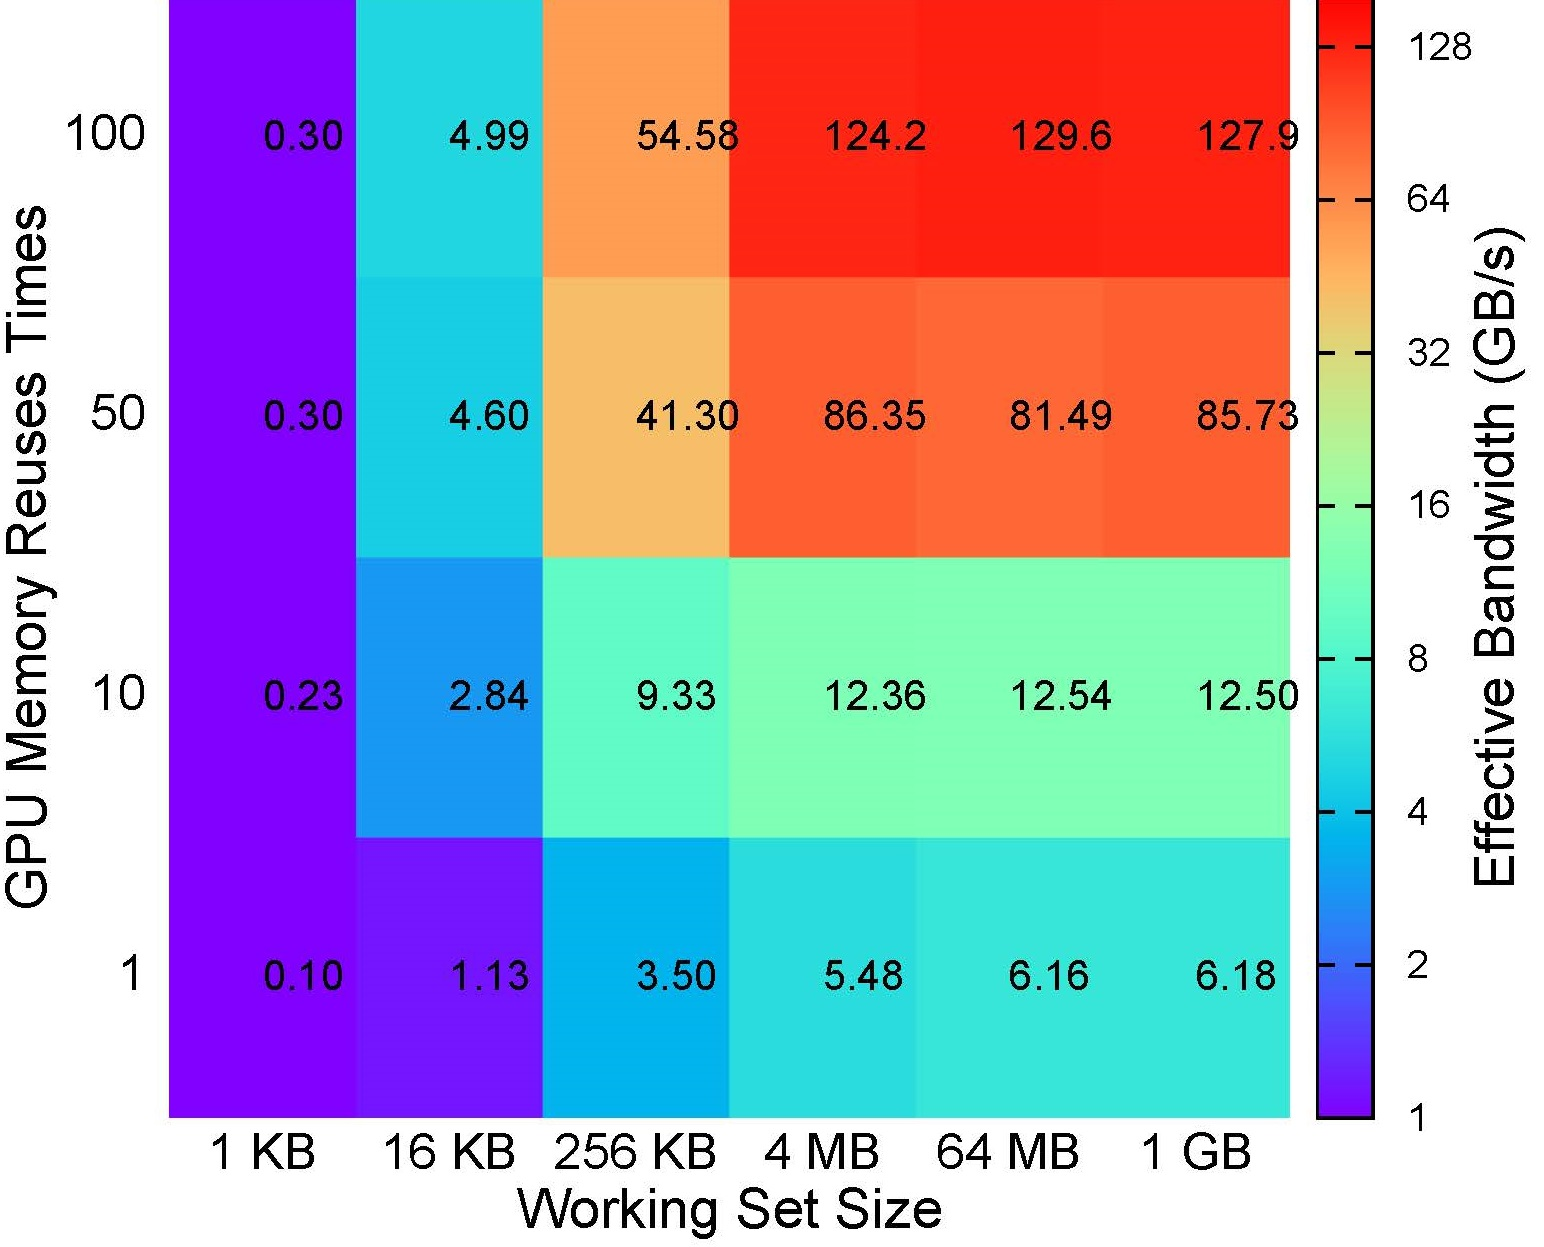 128
100 0.30 4.99 54.58 124.2 129.6 127.9
64
32
50 0.30 4.60 41.30 86.35 81.49 85.73
16
8
10 0.23 2.84 9.33 12.36 12.54 12.50
4
2
1 0.10 1.13 3.50 5.48 6.16 6.18
1
GPU Memory Reuses Times
Effective Bandwidth (GB/s)
1 KB 16 KB 256 KB 4 MB 64 MB 1 GB
Working Set Size